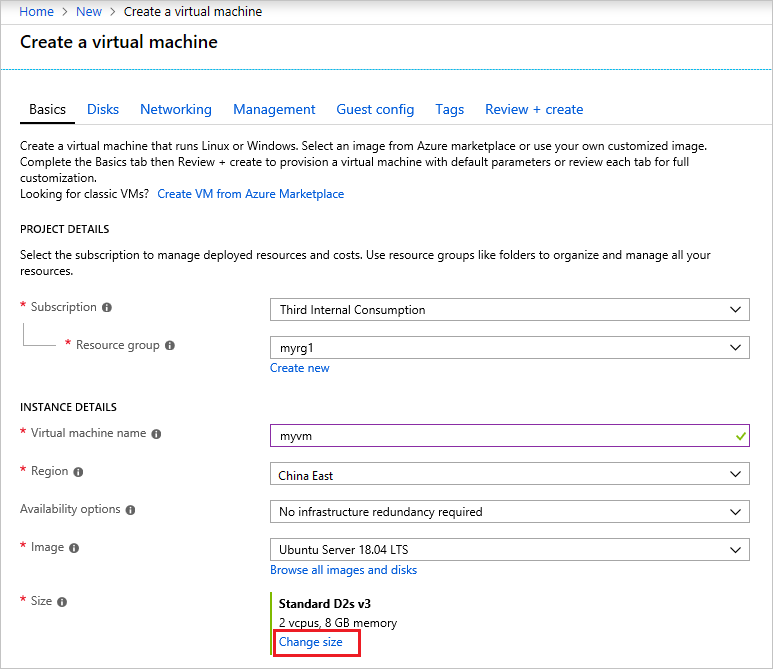 Home > New > Create a virtual machine
Create a virtual machine
Basics Disks Networking Management Guest config Tags Review + create
Create a virtual machine that runs Linux or Windows. Select an image from Azure marketplace or use your own customized image.
Complete the Basics tab then Review + create to provision a virtual machine with default parameters or review each tab for full
customization.
Looking for classic VMs? Create VM from Azure Marketplace
PROJECT DETAILS
Select the subscription to manage deployed resources and costs. Use resource groups like folders to organize and manage all your
resources.
* Subscription Third Internal Consumption
* Resource group myrg1
Create new
INSTANCE DETAILS
* Virtual machine name myvm
* Region China East
Availability options No infrastructure redundancy required
* Image Ubuntu Server 18.04 LTS
Browse all images and disks
* Size Standard D2s v3
2 vcpus, 8 GB memory
Change size